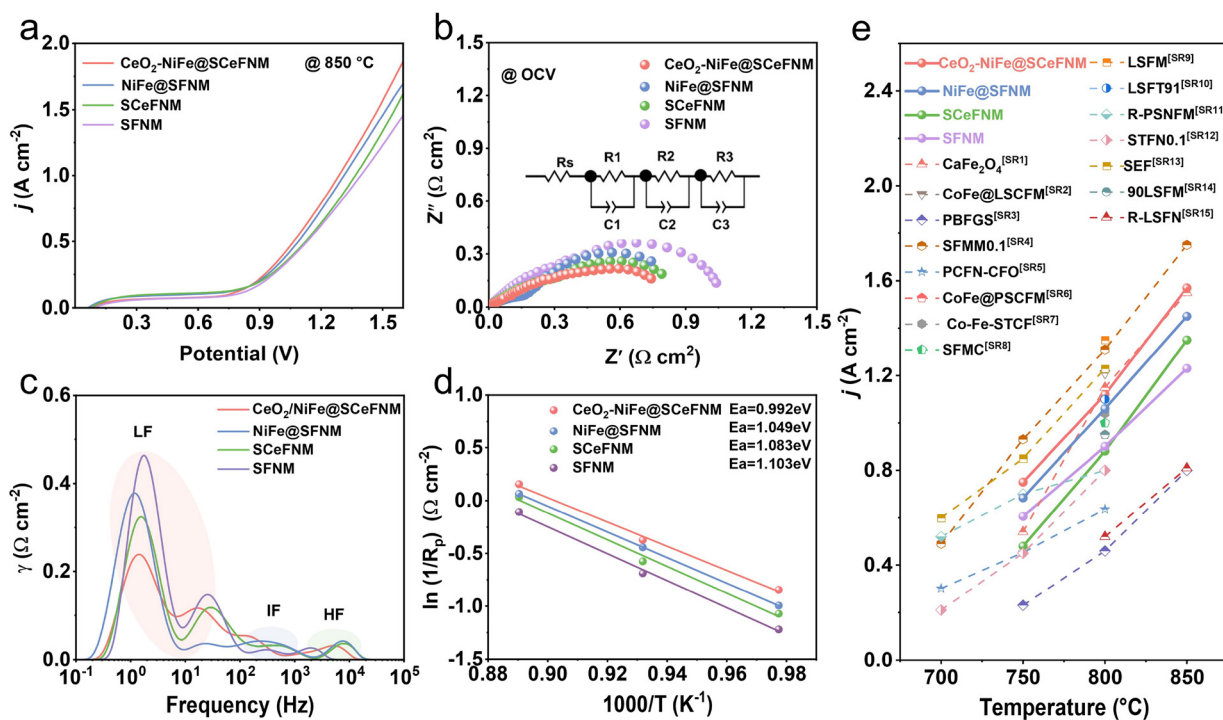 a
2.0
1.5
1.0
0.5
0.0
j (A cm⁻²)
CeO₂-NiFe@SCeFNM
NiFe@SFNM
SCeFNM
SFNM
@ 850 °C
0.3 0.6 0.9 1.2 1.5
Potential (V)
b
1.5
1.2
0.9
0.6
0.3
0.0
Z″ (Ω cm²)
@ OCV
CeO₂-NiFe@SCeFNM
NiFe@SFNM
SCeFNM
SFNM
Rs R1 R2 R3
C1 C2 C3
0.0 0.3 0.6 0.9 1.2 1.5
Z′ (Ω cm²)
c
0.6
0.4
0.2
0.0
γ (Ω cm²)
CeO₂/NiFe@SCeFNM
NiFe@SFNM
SCeFNM
SFNM
LF
IF
HF
10⁻¹ 10⁰ 10¹ 10² 10³ 10⁴ 10⁵
Frequency (Hz)
d
1.0
0.5
0.0
-0.5
-1.0
-1.5
ln (1/Rₚ) (Ω cm⁻²)
CeO₂-NiFe@SCeFNM Ea=0.992eV
NiFe@SFNM Ea=1.049eV
SCeFNM Ea=1.083eV
SFNM Ea=1.103eV
0.88 0.90 0.92 0.94 0.96 0.98
1000/T (K⁻¹)
e
2.4
2.0
1.6
1.2
0.8
0.4
0.0
j (A cm⁻²)
CeO₂-NiFe@SCeFNM
NiFe@SFNM
SCeFNM
SFNM
CaFe₂O₄[SR1]
CoFe@LSCFM[SR2]
PBFGS[SR3]
SFMM0.1[SR4]
PCFN-CFO[SR5]
CoFe@PSCFM[SR6]
Co-Fe-STCF[SR7]
SFMC[SR8]
LSFM[SR9]
LSFT91[SR10]
R-PSNFM[SR11
STFN0.1[SR12]
SEF[SR13]
90LSFM[SR14]
R-LSFN[SR15]
700 750 800 850
Temperature (°C)